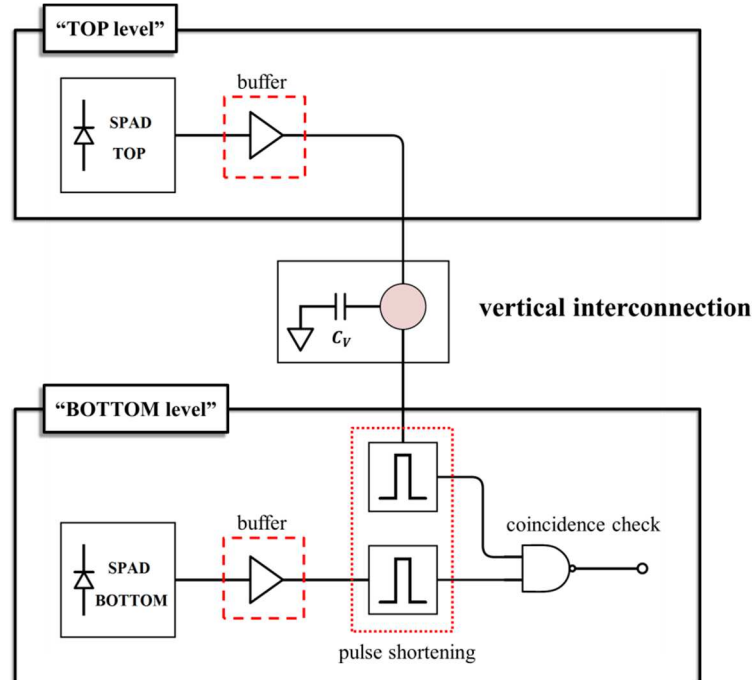 “TOP level”
buffer
SPAD
TOP
vertical interconnection
C_V
“BOTTOM level”
buffer
coincidence check
SPAD
BOTTOM
pulse shortening